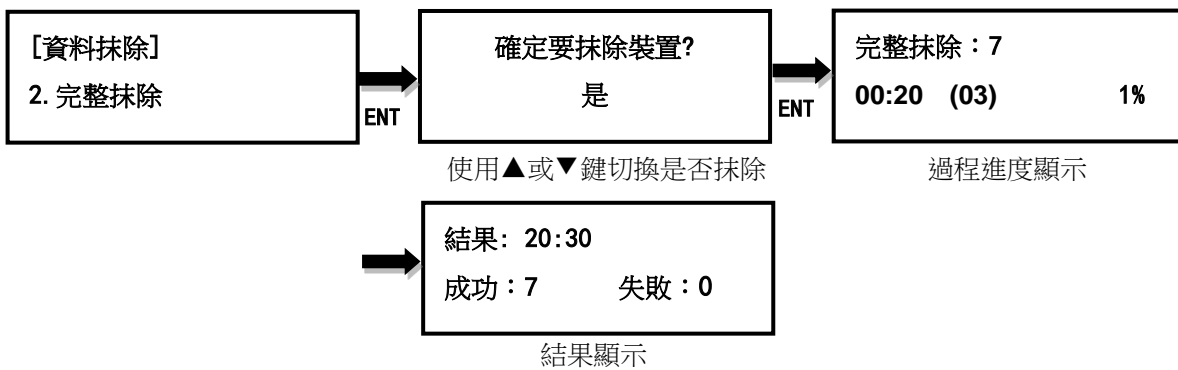 [資料抹除]
2.完整抹除
ENT
確定要抹除裝置?
是
ENT
完整抹除：7
00:20 (03) 1%
使用▲或▼鍵切換是否抹除
過程進度顯示
結果: 20:30
成功：7 失敗：0
結果顯示